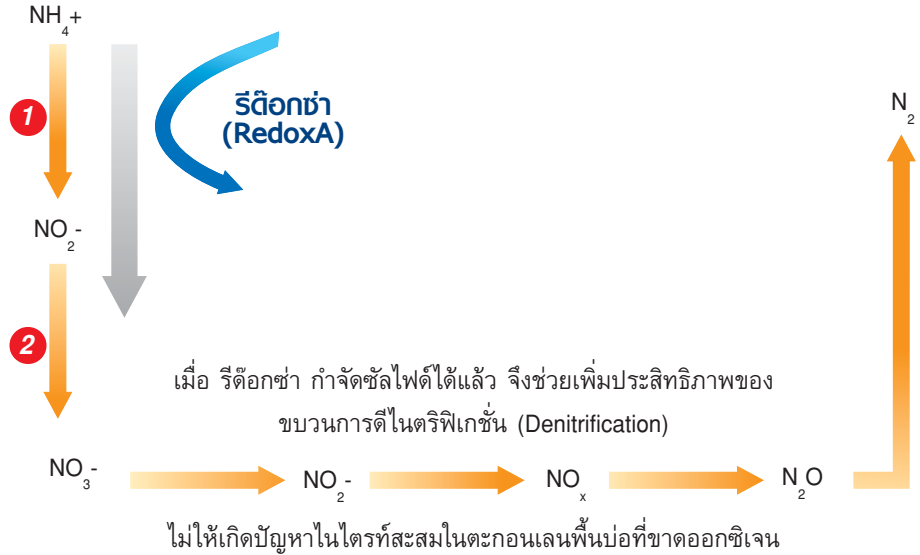 NH4+
1
รีด๊อกซ่า
(RedoxA)
N2
NO2-
2
เมื่อ รีด๊อกซ่า กำจัดซัลไฟด์ได้แล้ว จึงช่วยเพิ่มประสิทธิภาพของ
ขบวนการดีไนตริฟิเกชั่น (Denitrification)
NO3- NO2- NOx N2O
ไม่ให้เกิดปัญหาไนไตรท์สะสมในตะกอนเลนพื้นบ่อที่ขาดออกซิเจน